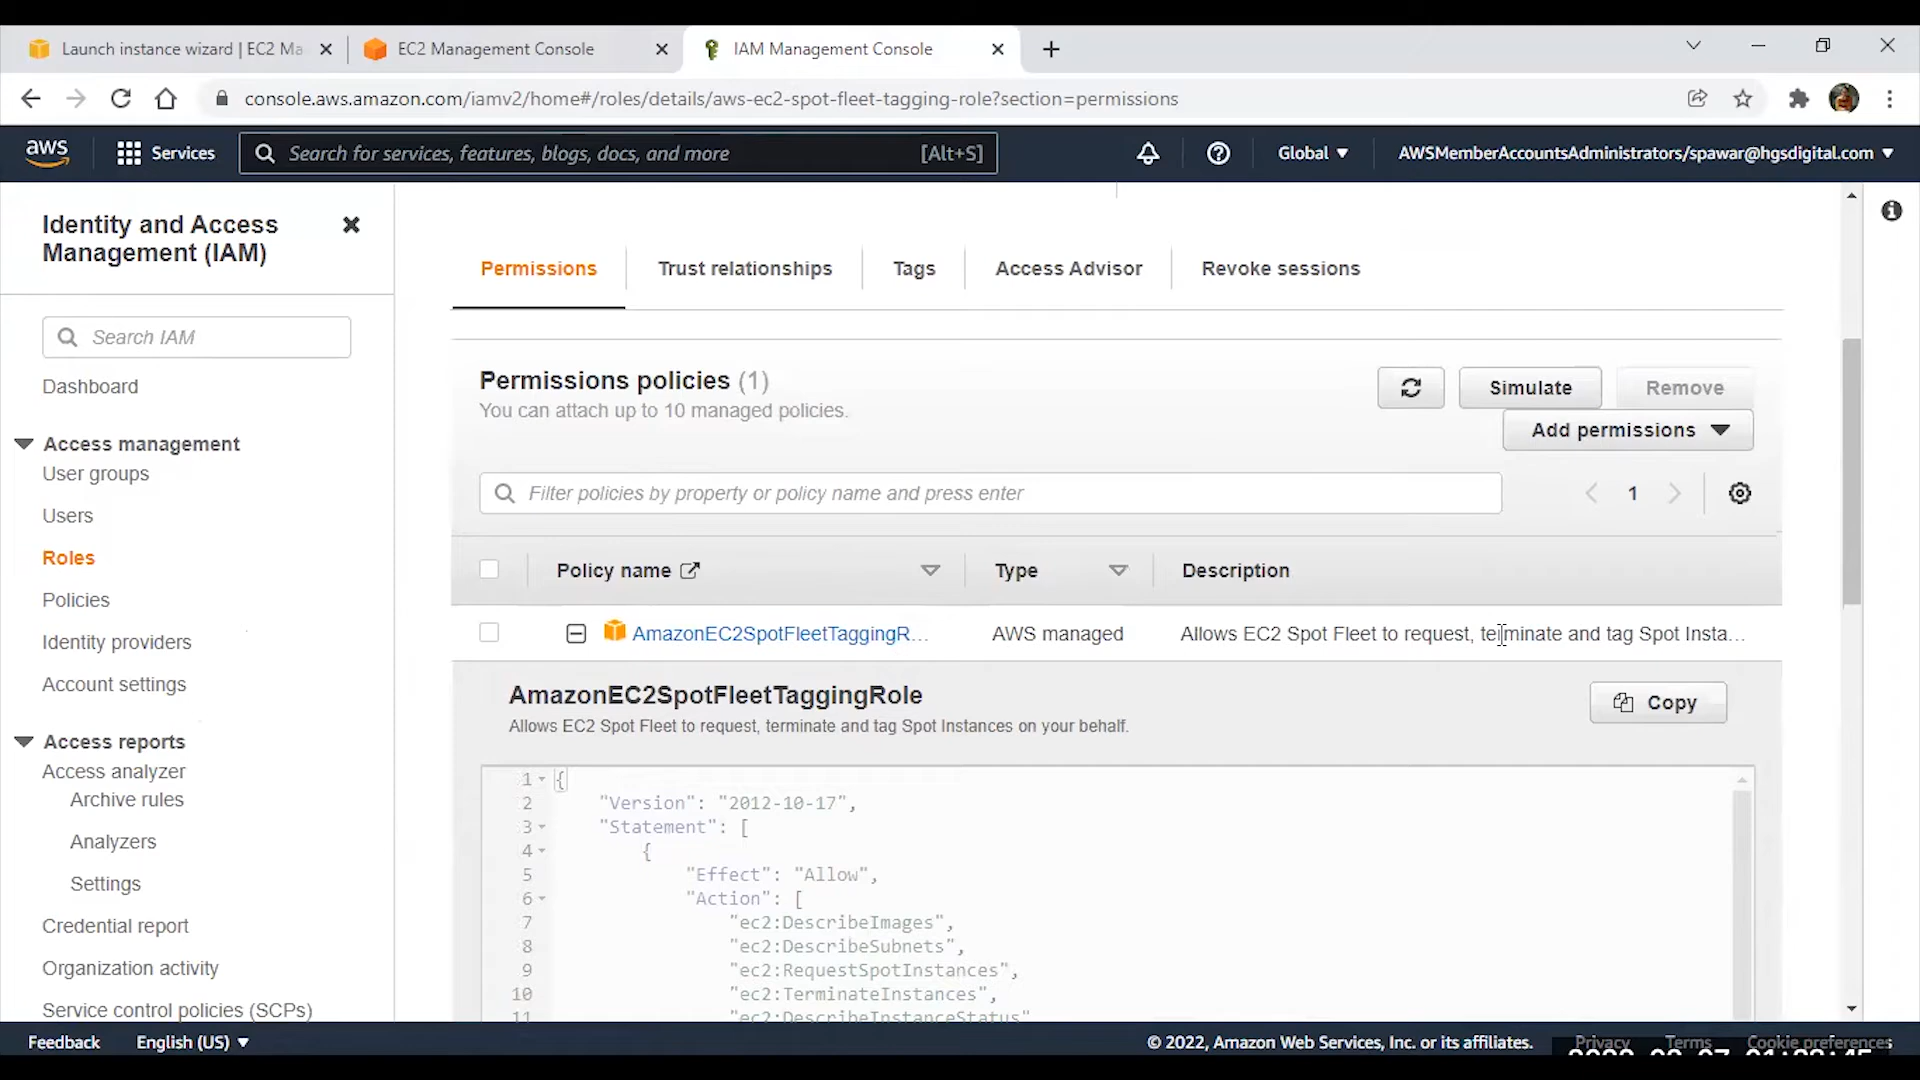 Launch instance wizard | EC2 Ma
EC2 Management Console
IAM Management Console
console.aws.amazon.com/iamv2/home#/roles/details/aws-ec2-spot-fleet-tagging-role?section=permissions
aws
Services
Search for services, features, blogs, docs, and more
[Alt+S]
Global
AWSMemberAccountsAdministrators/spawar@hgsdigital.com
Identity and Access
Management (IAM)
Search IAM
Dashboard
Access management
User groups
Users
Roles
Policies
Identity providers
Account settings
Access reports
Access analyzer
Archive rules
Analyzers
Settings
Credential report
Organization activity
Service control policies (SCPs)
Permissions
Trust relationships
Tags
Access Advisor
Revoke sessions
Permissions policies (1)
You can attach up to 10 managed policies.
Simulate
Remove
Add permissions
Filter policies by property or policy name and press enter
1
Policy name
Type
Description
AmazonEC2SpotFleetTaggingR...
AWS managed
Allows EC2 Spot Fleet to request, terminate and tag Spot Insta...
AmazonEC2SpotFleetTaggingRole
Allows EC2 Spot Fleet to request, terminate and tag Spot Instances on your behalf.
Copy
1 {
2 "Version": "2012-10-17",
3 "Statement": [
4 {
5 "Effect": "Allow",
6 "Action": [
7 "ec2:DescribeImages",
8 "ec2:DescribeSubnets",
9 "ec2:RequestSpotInstances",
10 "ec2:TerminateInstances",
11 "ec2:DescribeInstanceStatus"
Feedback
English (US)
© 2022, Amazon Web Services, Inc. or its affiliates.
Privacy
Terms
Cookie preferences